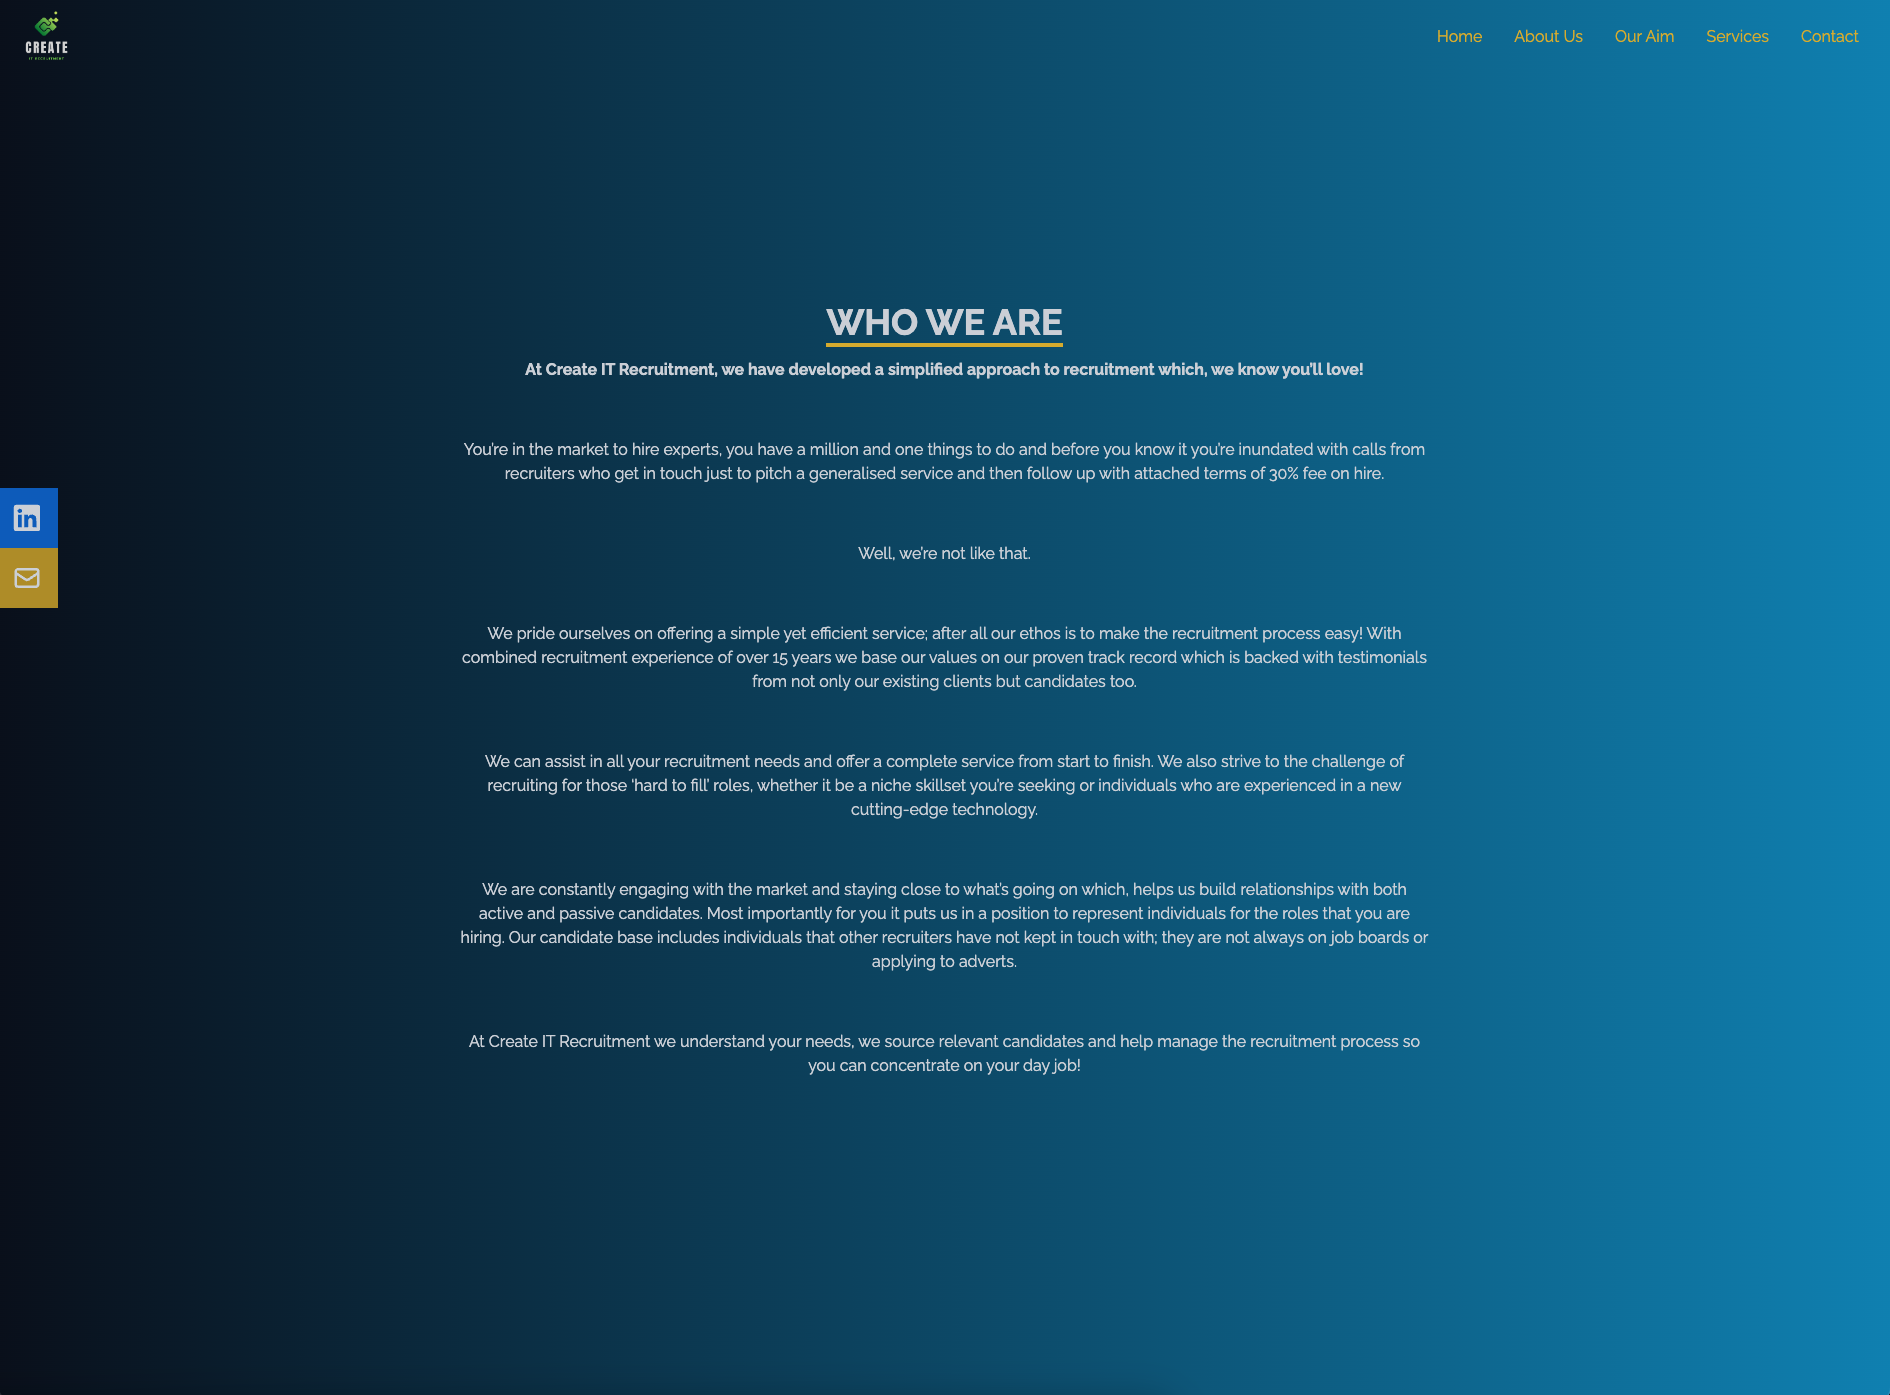 CREATE
IT RECRUITMENT
Home
About Us
Our Aim
Services
Contact
WHO WE ARE
At Create IT Recruitment, we have developed a simplified approach to recruitment which, we know you'll love!
You're in the market to hire experts, you have a million and one things to do and before you know it you're inundated with calls from
recruiters who get in touch just to pitch a generalised service and then follow up with attached terms of 30% fee on hire.
Well, we're not like that.
We pride ourselves on offering a simple yet efficient service; after all our ethos is to make the recruitment process easy! With
combined recruitment experience of over 15 years we base our values on our proven track record which is backed with testimonials
from not only our existing clients but candidates too.
We can assist in all your recruitment needs and offer a complete service from start to finish. We also strive to the challenge of
recruiting for those 'hard to fill' roles, whether it be a niche skillset you're seeking or individuals who are experienced in a new
cutting-edge technology.
We are constantly engaging with the market and staying close to what's going on which, helps us build relationships with both
active and passive candidates. Most importantly for you it puts us in a position to represent individuals for the roles that you are
hiring. Our candidate base includes individuals that other recruiters have not kept in touch with; they are not always on job boards or
applying to adverts.
At Create IT Recruitment we understand your needs, we source relevant candidates and help manage the recruitment process so
you can concentrate on your day job!
in